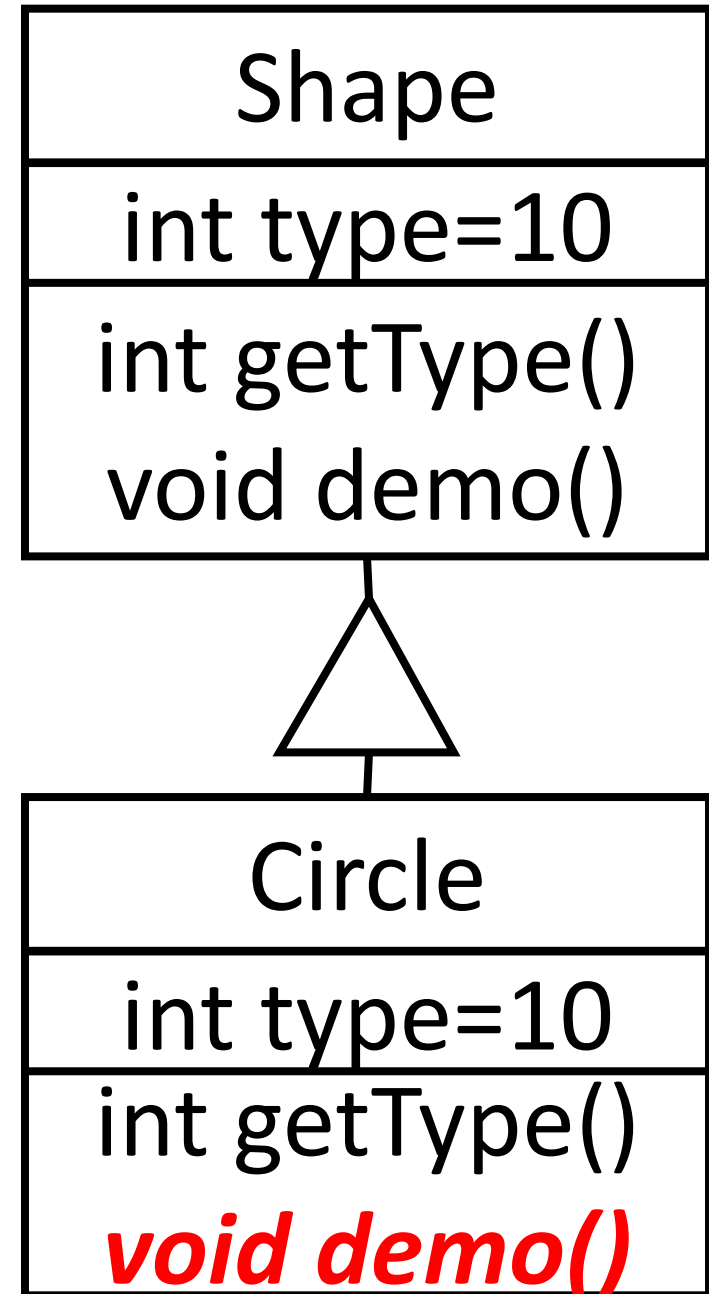 Shape
int type=10
int getType()
void demo()
Circle
int type=10
int getType()
void demo()